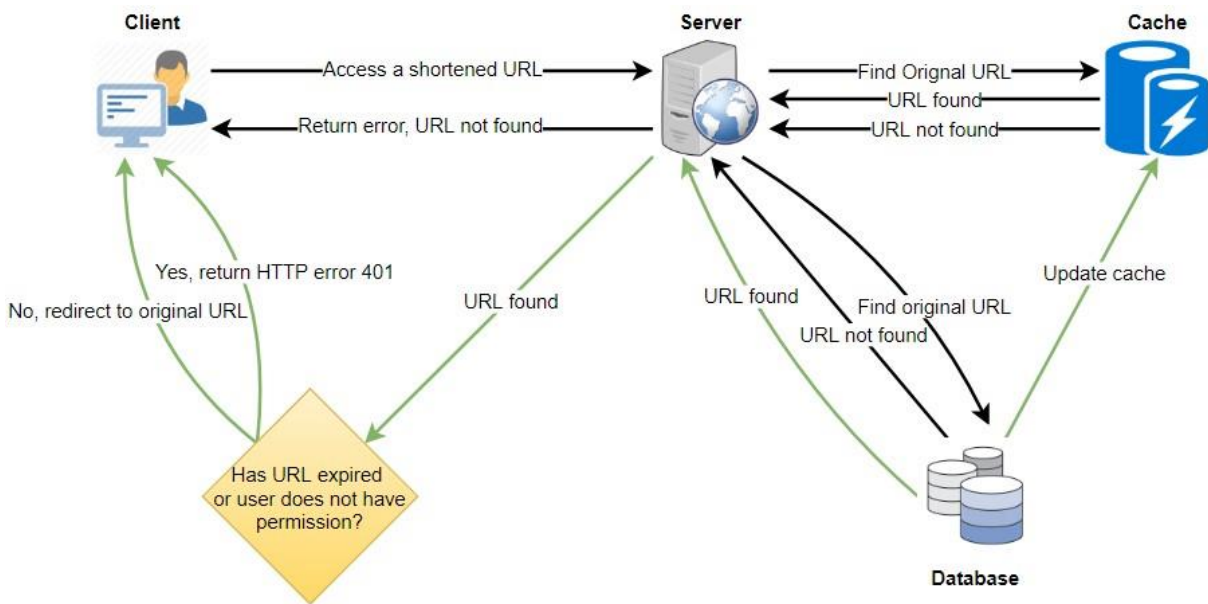 Client
Server
Cache
Access a shortened URL
Find Orignal URL
URL found
Return error, URL not found
URL not found
Yes, return HTTP error 401
No, redirect to original URL
URL found
URL found
Find original URL
URL not found
Update cache
Has URL expired
or user does not have
permission?
Database